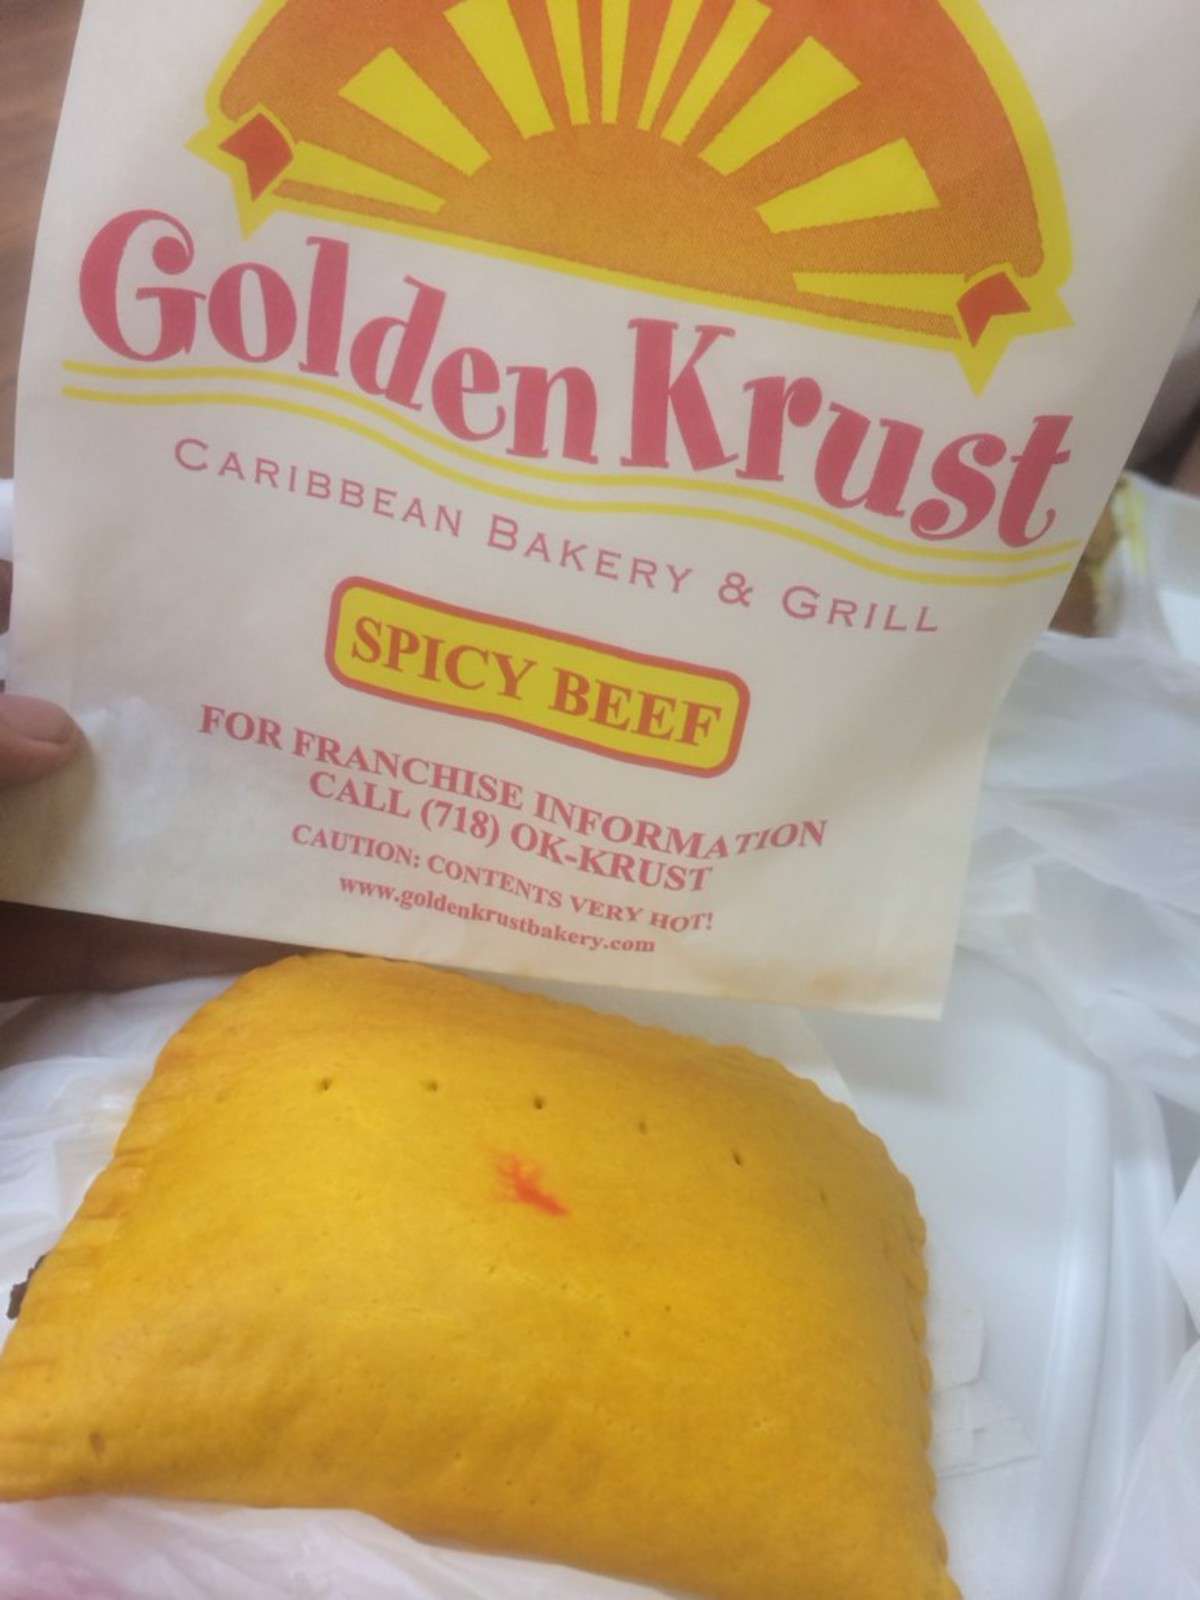 Golden Krust
CARIBBEAN BAKERY & GRILL
SPICY BEEF
FOR FRANCHISE INFORMATION
CALL (718) OK-KRUST
CAUTION: CONTENTS VERY HOT!
www.goldenkrustbakery.com